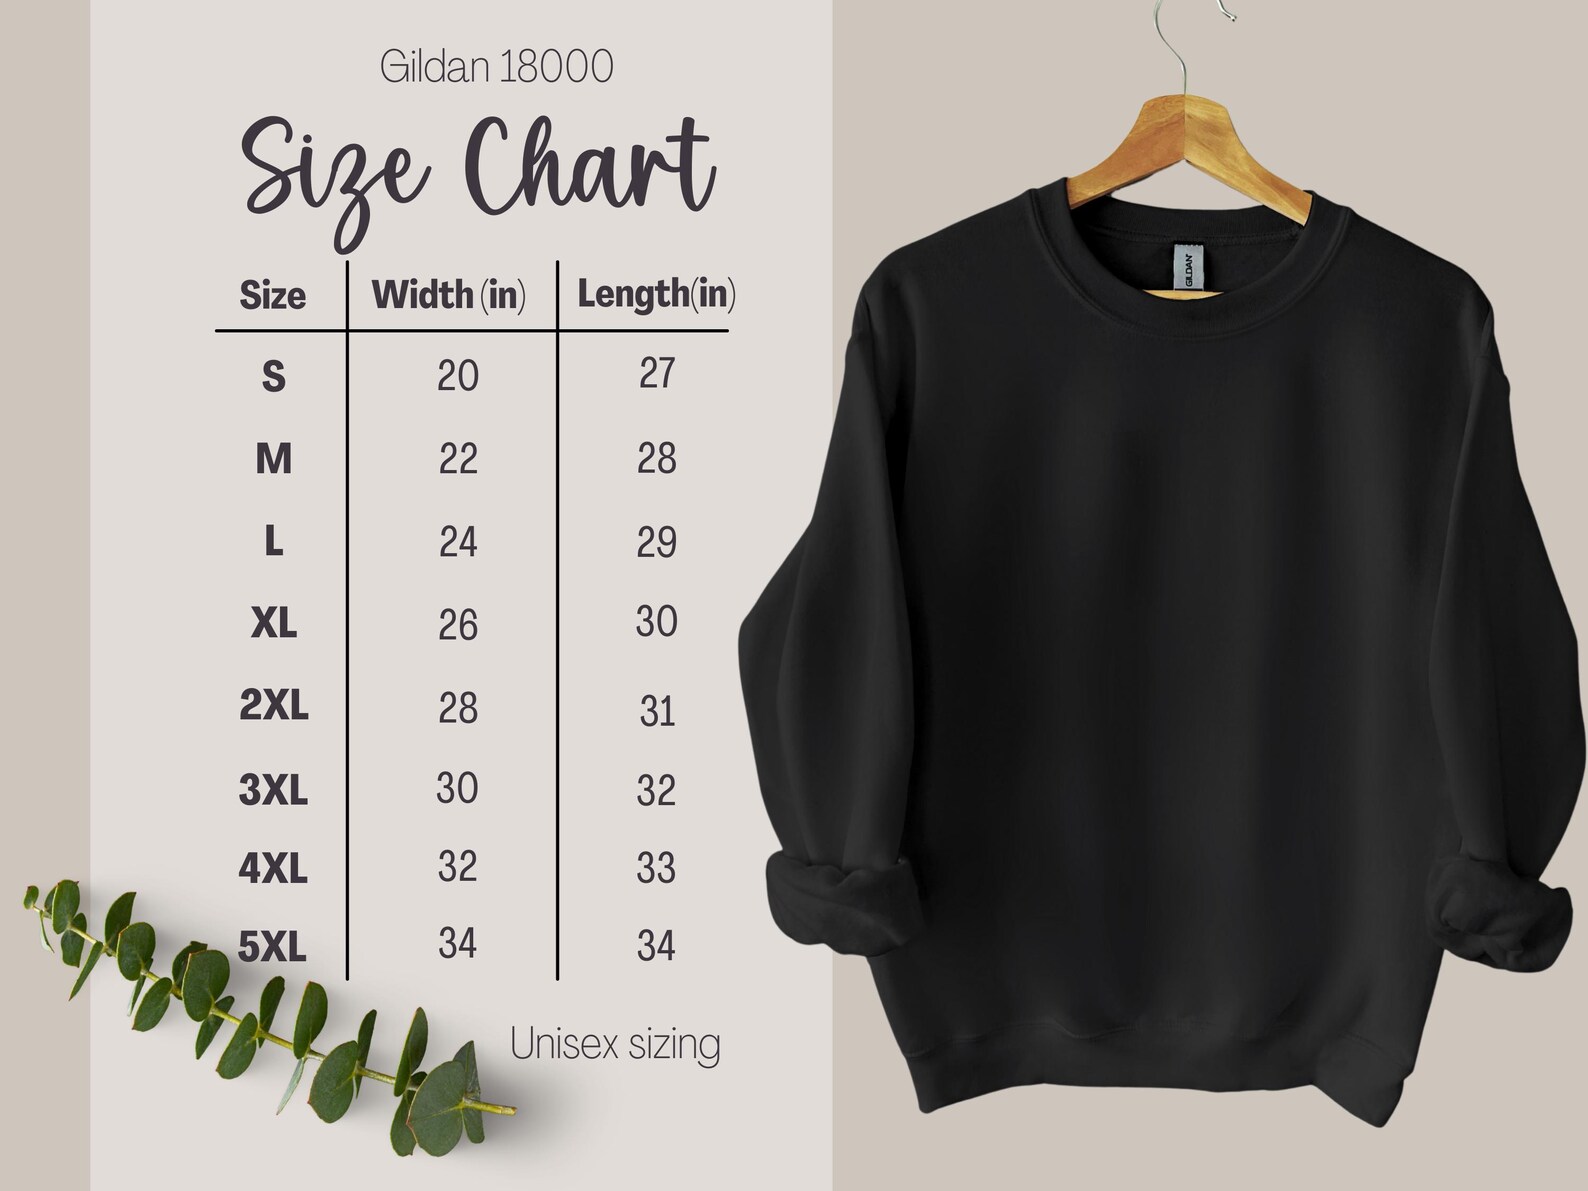 Gildan 18000
Size Chart
Size Width (in) Length(in)
S 20 27
M 22 28
L 24 29
XL 26 30
2XL 28 31
3XL 30 32
4XL 32 33
5XL 34 34
Unisex sizing
GILDAN